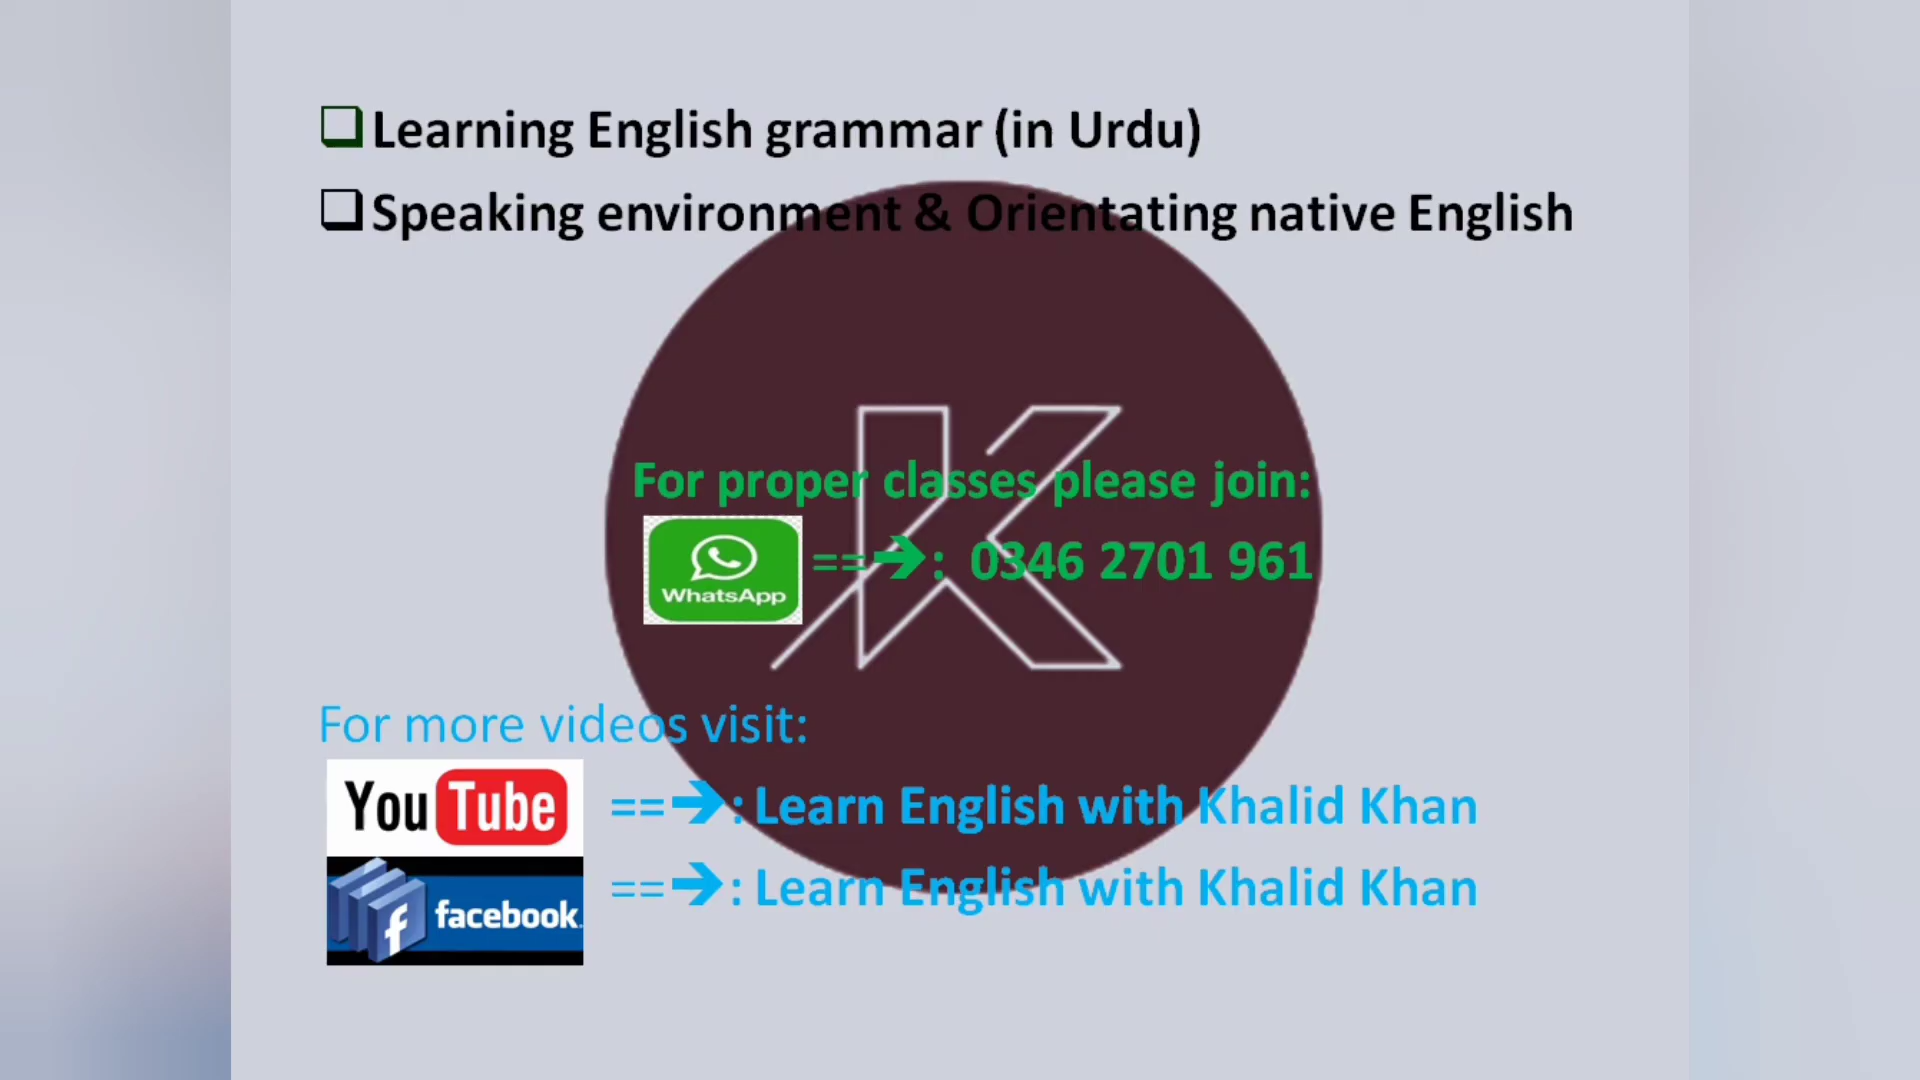 Learning English grammar (in Urdu)
Speaking environment & Orientating native English
For proper classes please join:
WhatsApp ==➔: 0346 2701 961
For more videos visit:
YouTube ==➔: Learn English with Khalid Khan
facebook. ==➔: Learn English with Khalid Khan